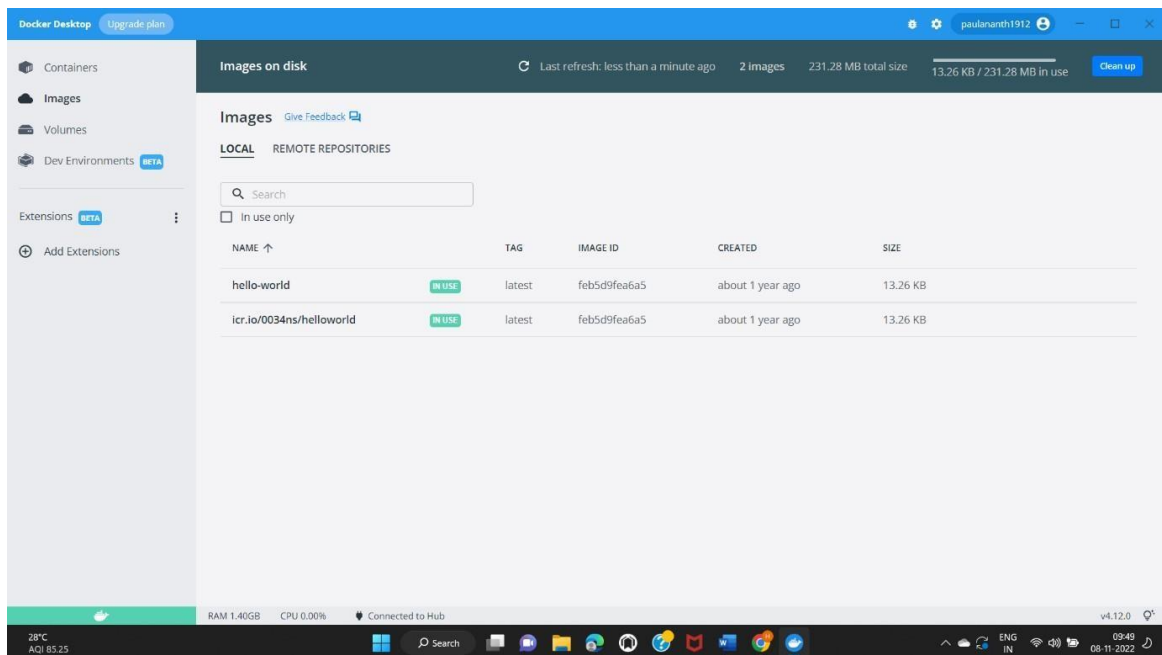 Docker Desktop Upgrade plan paulananth1912
Containers
Images
Volumes
Dev Environments BETA
Extensions BETA
Add Extensions
Images on disk Last refresh: less than a minute ago 2 images 231.28 MB total size 13.26 KB / 231.28 MB in use Clean up
Images Give Feedback
LOCAL REMOTE REPOSITORIES
Search
In use only
NAME TAG IMAGE ID CREATED SIZE
hello-world IN USE latest feb5d9fea6a5 about 1 year ago 13.26 KB
icr.io/0034ns/helloworld IN USE latest feb5d9fea6a5 about 1 year ago 13.26 KB
RAM 1.40GB CPU 0.00% Connected to Hub v4.12.0
28°C
AQI 85.25
Search
ENG
IN
09:49
08-11-2022